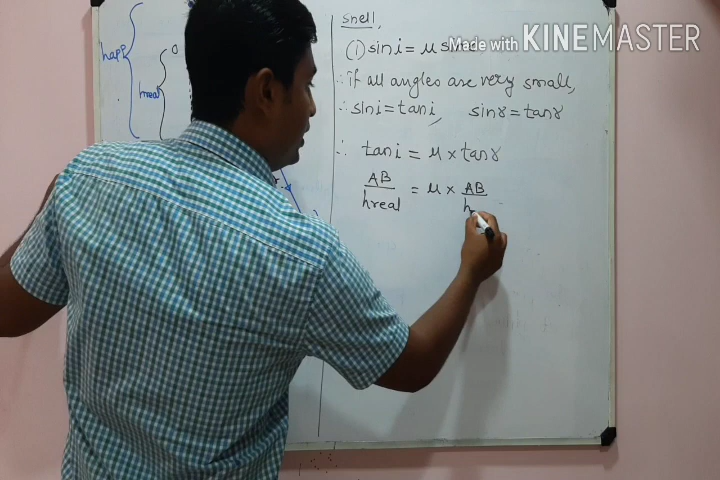 Snell,
(1) sin i = μ
Made with KINEMASTER
∴ if all angles are very small,
∴ sin i = tan i, sin r = tan r
∴ tan i = μ × tan r
AB/hreal = μ × AB/h
happ
hreal
O
r